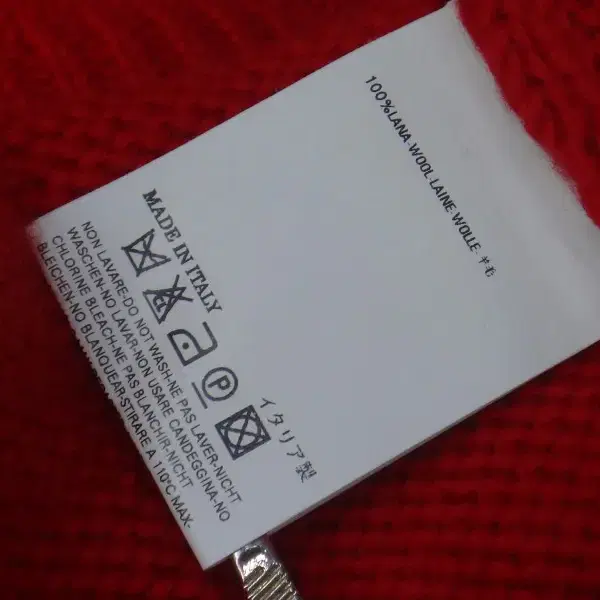 100%LANA-WOOL-LAINE-WOLLE-羊毛
MADE IN ITALY
CL
P
イタリア製
NON LAVARE-DO NOT WASH-NE PAS LAVER-NICHT
WASCHEN-NO LAVAR-NON USARE CANDEGGINA-NO
CHLORINE BLEACH-NE PAS BLANCHIR-NICHT
BLEICHEN-NO BLANQUEAR-STIRARE A 110°C MAX-